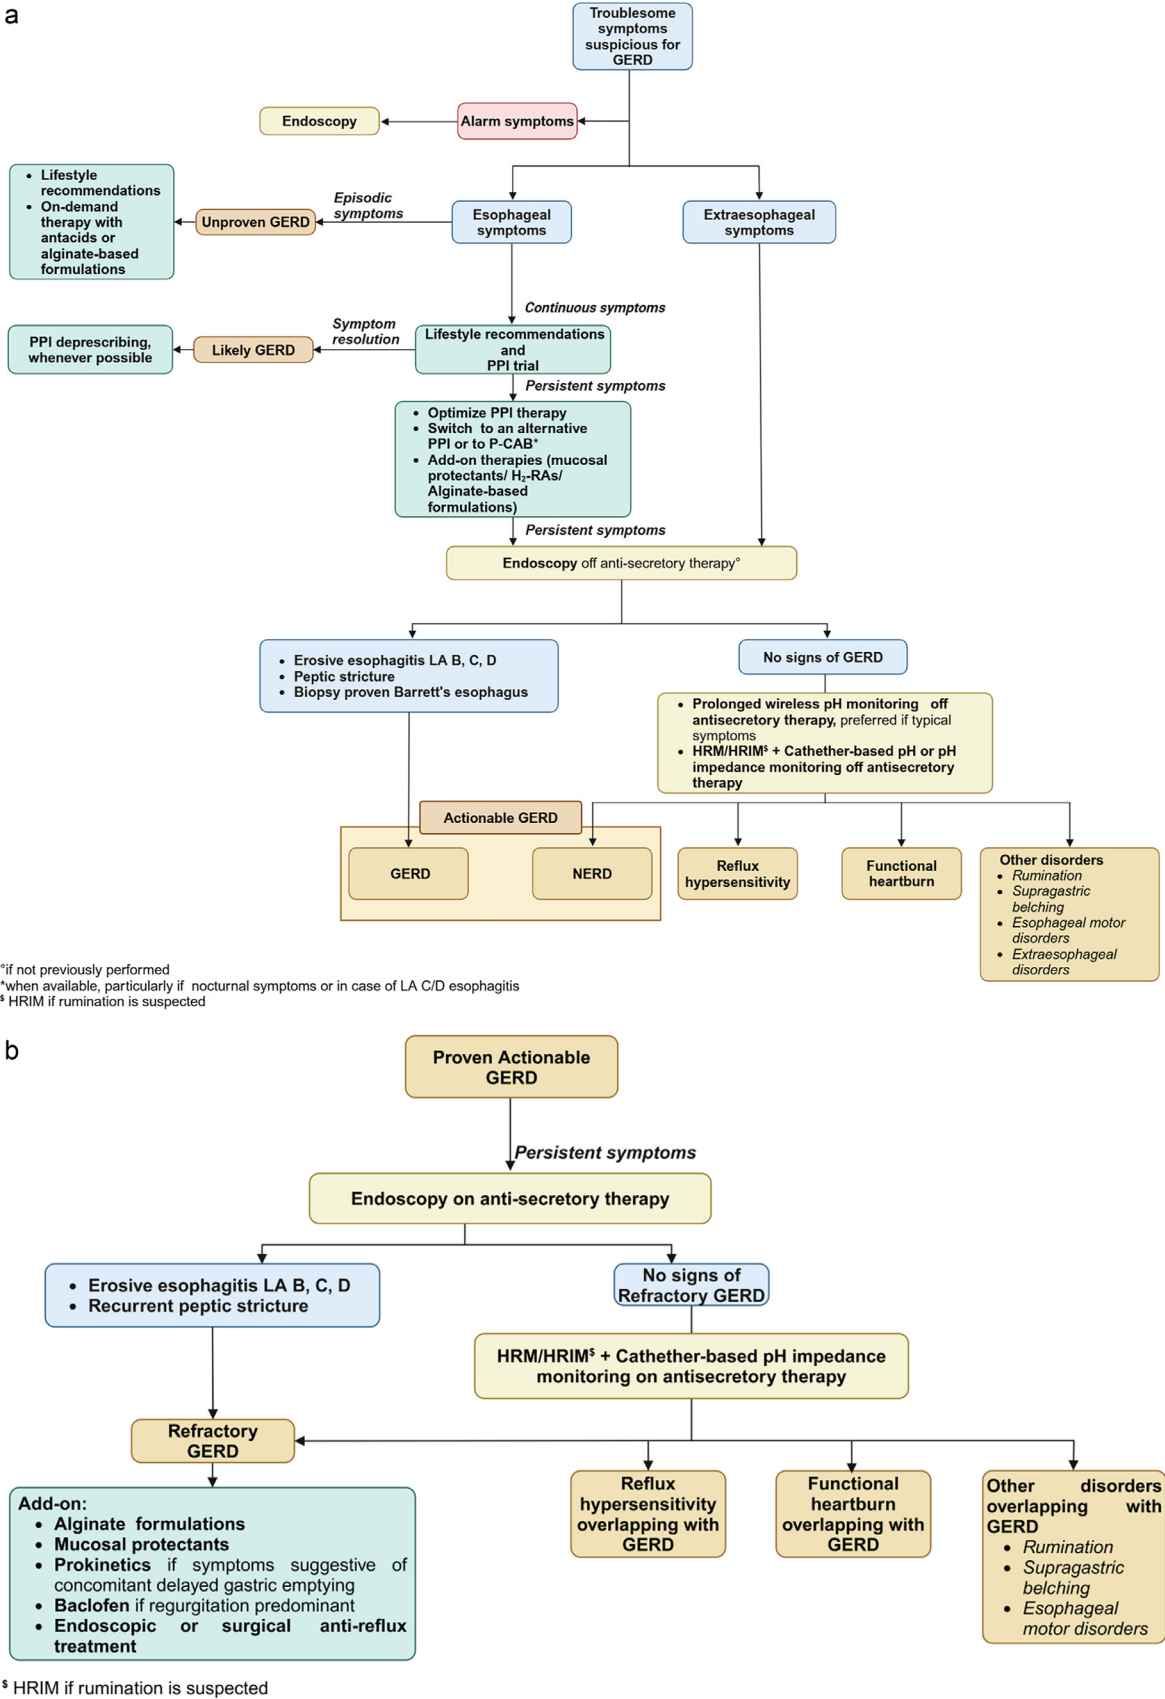 a
Troublesome
symptoms
suspicious for
GERD
Alarm symptoms
Endoscopy
Esophageal
symptoms
Extraesophageal
symptoms
Episodic
symptoms
Unproven GERD
• Lifestyle
recommendations
• On-demand
therapy with
antacids or
alginate-based
formulations
Continuous symptoms
Lifestyle recommendations
and
PPI trial
Symptom
resolution
Likely GERD
PPI deprescribing,
whenever possible
Persistent symptoms
• Optimize PPI therapy
• Switch to an alternative
PPI or to P-CAB*
• Add-on therapies (mucosal
protectants/ H₂-RAs/
Alginate-based
formulations)
Persistent symptoms
Endoscopy off anti-secretory therapy°
• Erosive esophagitis LA B, C, D
• Peptic stricture
• Biopsy proven Barrett's esophagus
No signs of GERD
• Prolonged wireless pH monitoring off
antisecretory therapy, preferred if typical
symptoms
• HRM/HRIM$ + Cathether-based pH or pH
impedance monitoring off antisecretory
therapy
Actionable GERD
GERD
NERD
Reflux
hypersensitivity
Functional
heartburn
Other disorders
• Rumination
• Supragastric
belching
• Esophageal motor
disorders
• Extraesophageal
disorders
°if not previously performed
*when available, particularly if nocturnal symptoms or in case of LA C/D esophagitis
$ HRIM if rumination is suspected
b
Proven Actionable
GERD
Persistent symptoms
Endoscopy on anti-secretory therapy
• Erosive esophagitis LA B, C, D
• Recurrent peptic stricture
No signs of
Refractory GERD
HRM/HRIM$ + Cathether-based pH impedance
monitoring on antisecretory therapy
Refractory
GERD
Reflux
hypersensitivity
overlapping with
GERD
Functional
heartburn
overlapping with
GERD
Other disorders
overlapping with
GERD
• Rumination
• Supragastric
belching
• Esophageal
motor disorders
Add-on:
• Alginate formulations
• Mucosal protectants
• Prokinetics if symptoms suggestive of
concomitant delayed gastric emptying
• Baclofen if regurgitation predominant
• Endoscopic or surgical anti-reflux
treatment
$ HRIM if rumination is suspected